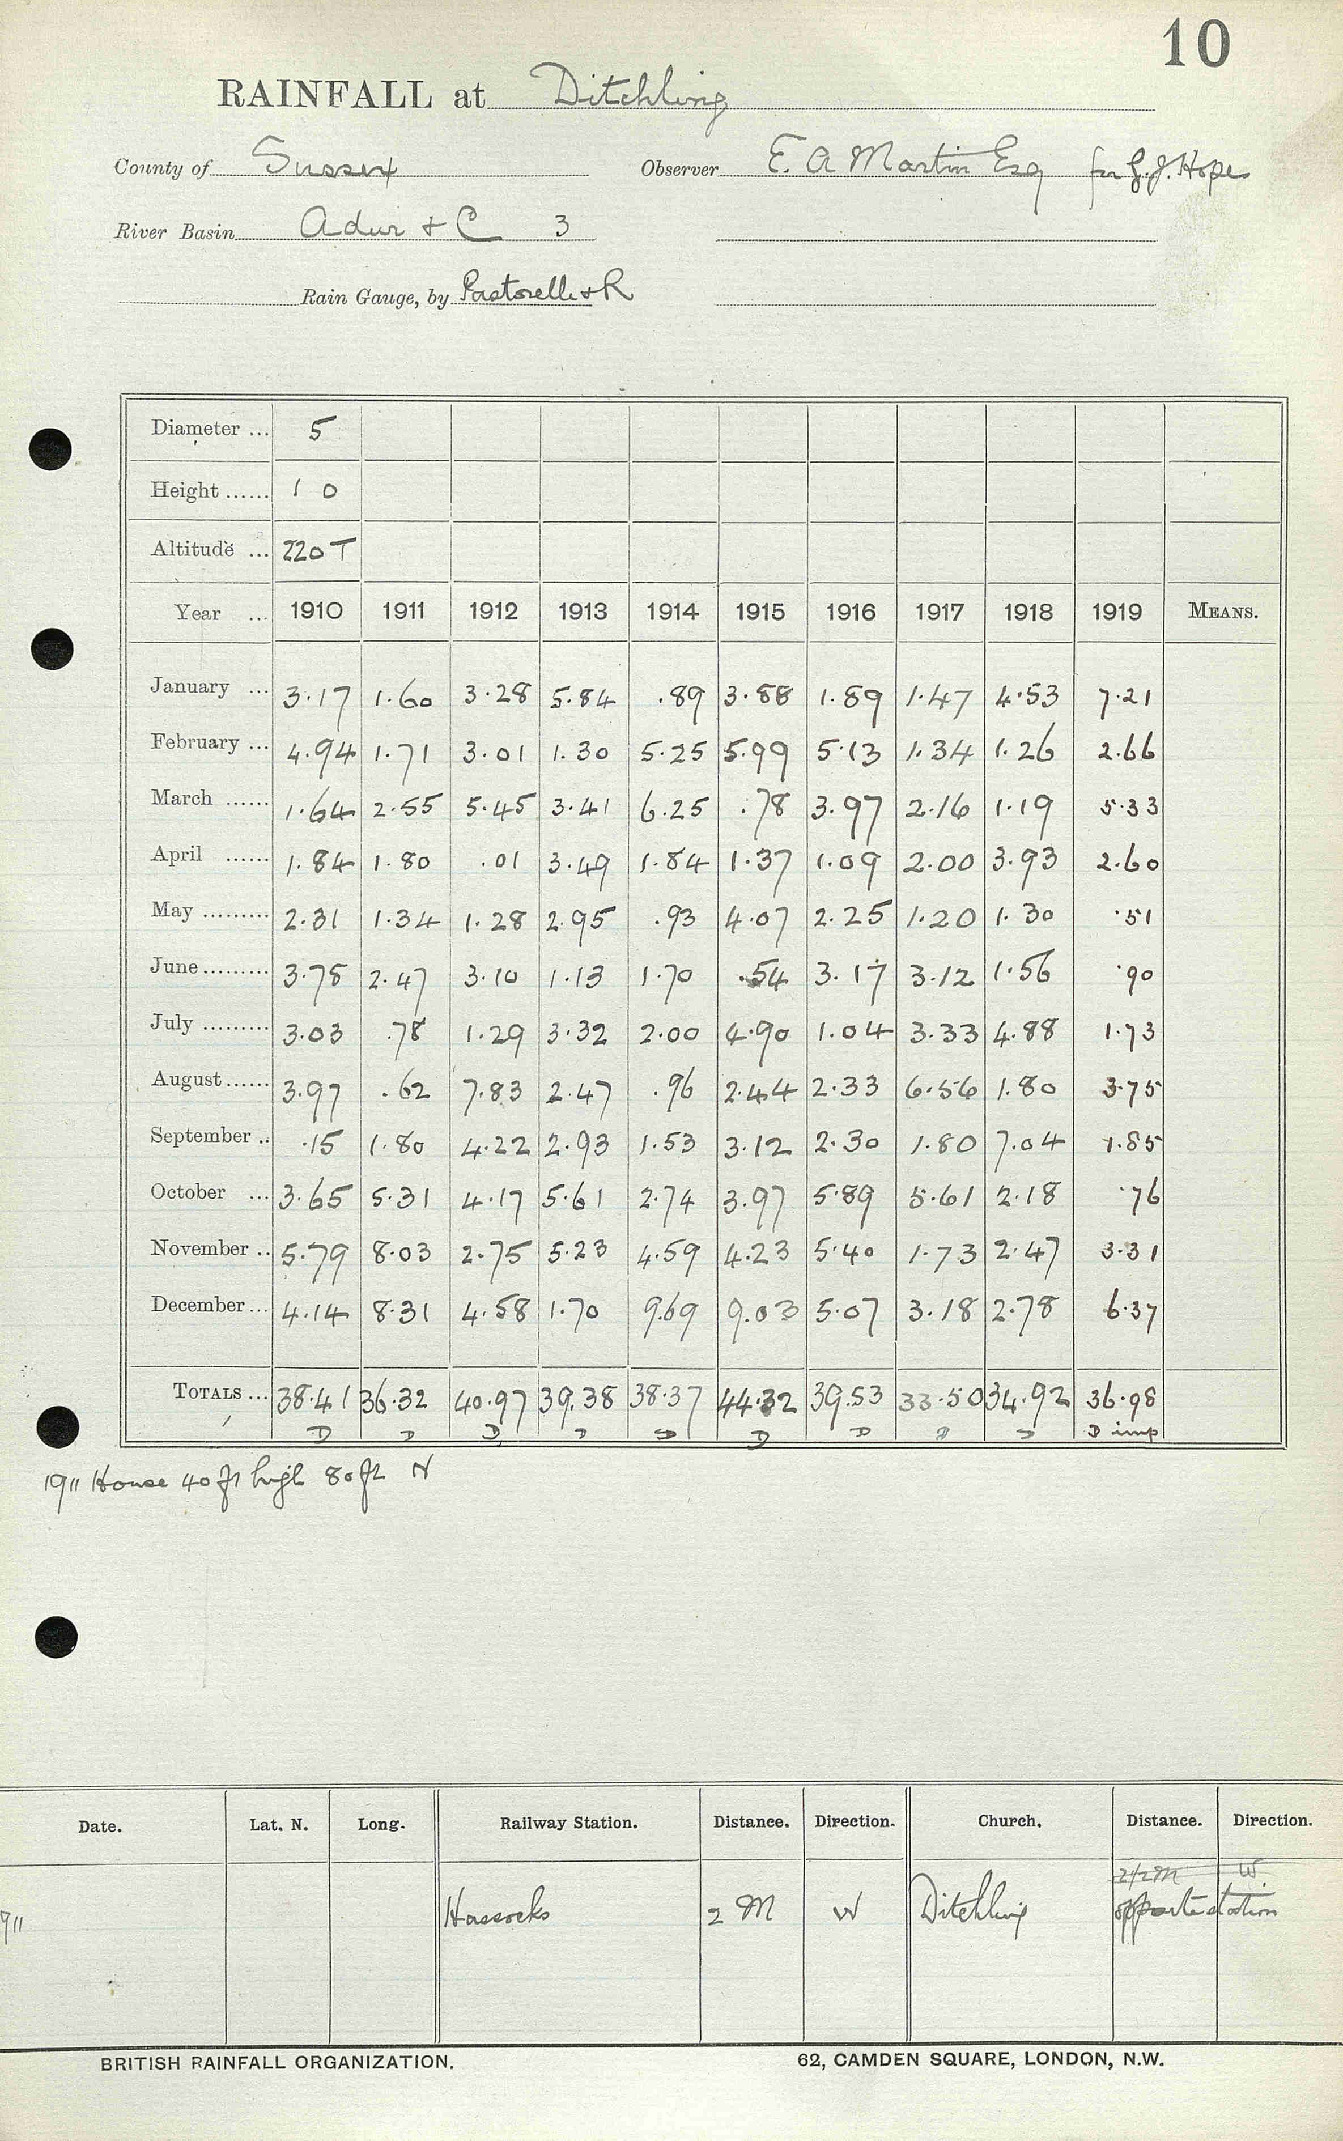 10
RAINFALL at Ditchling
County of Sussex Observer E. A Martin Esq for G. J. Hope
River Basin Adur & C 3
Rain Gauge, by Pastorelli & R
Diameter ... 5
Height ...... 1 0
Altitude ... 220 T
Year ... 1910 1911 1912 1913 1914 1915 1916 1917 1918 1919 MEANS.
January ... 3.17 1.60 3.28 5.84 .89 3.88 1.89 1.47 4.53 7.21
February ... 4.94 1.71 3.01 1.30 5.25 5.99 5.13 1.34 1.26 2.66
March ...... 1.64 2.55 5.45 3.41 6.25 .78 3.97 2.16 1.19 5.33
April ...... 1.84 1.80 .01 3.49 1.84 1.37 1.09 2.00 3.93 2.60
May ......... 2.31 1.34 1.28 2.95 .93 4.07 2.25 1.20 1.30 .51
June ......... 3.78 2.47 3.10 1.13 1.70 .54 3.17 3.12 1.56 .90
July ......... 3.03 .78 1.29 3.32 2.00 4.90 1.04 3.33 4.88 1.73
August ...... 3.97 .62 7.83 2.47 .96 2.44 2.33 6.56 1.80 3.75
September .. .15 1.80 4.22 2.93 1.53 3.12 2.30 1.80 7.04 1.85
October ... 3.65 5.31 4.17 5.61 2.74 3.97 5.89 5.61 2.18 .76
November .. 5.79 8.03 2.75 5.23 4.59 4.23 5.40 1.73 2.47 3.31
December ... 4.14 8.31 4.58 1.70 9.69 9.03 5.07 3.18 2.78 6.37
TOTALS ... 38.41 36.32 40.97 39.38 38.37 44.32 39.53 33.50 34.92 36.98
D D D D D D D D D D imp
1911 House 40 ft high 80 ft N
Date. Lat. N. Long. Railway Station. Distance. Direction. Church. Distance. Direction.
2 1/2 M W.
911 Hassocks 2 M W Ditchling opposite station
BRITISH RAINFALL ORGANIZATION. 62, CAMDEN SQUARE, LONDON, N.W.